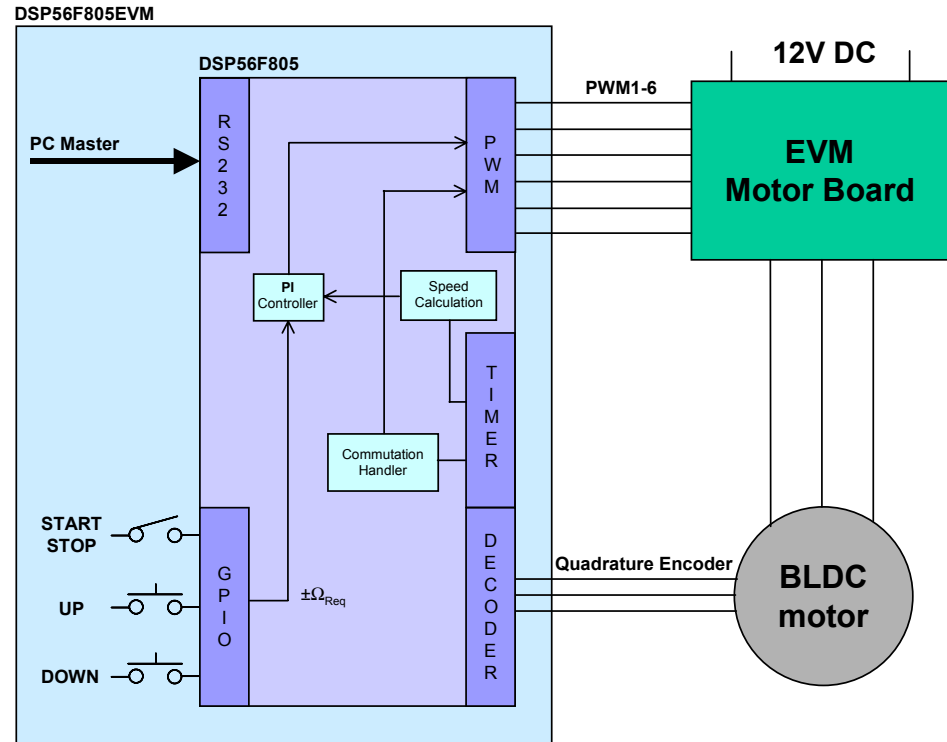 DSP56F805EVM
DSP56F805
12V DC
PWM1-6
PC Master
R
S
2
3
2
P
W
M
EVM
Motor Board
PI
Controller
Speed
Calculation
T
I
M
E
R
Commutation
Handler
START
STOP
UP
DOWN
G
P
I
O
±Ω_Req
D
E
C
O
D
E
R
Quadrature Encoder
BLDC
motor